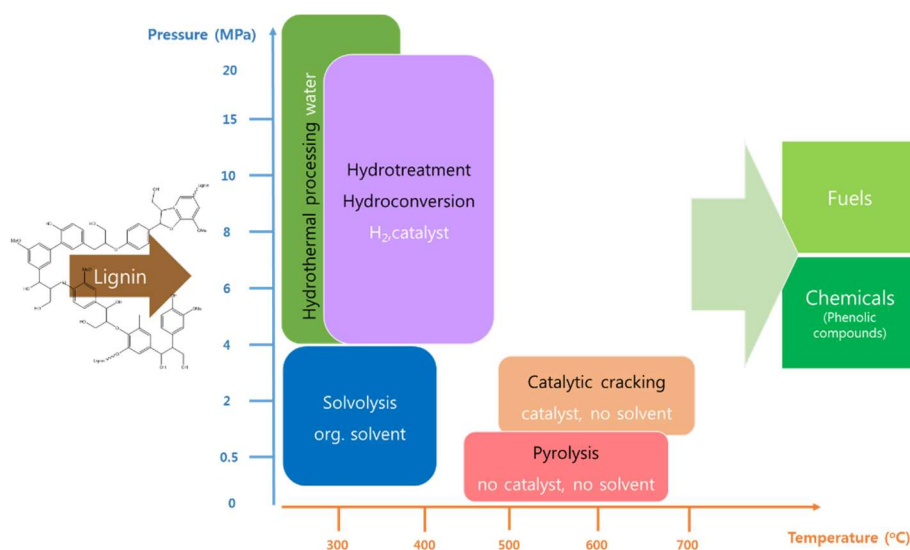 Pressure (MPa)
20
15
10
8
6
4
2
0.5
0
Hydrothermal processing water
Hydrotreatment
Hydroconversion
H₂,catalyst
Lignin
Solvolysis
org. solvent
Catalytic cracking
catalyst, no solvent
Pyrolysis
no catalyst, no solvent
Fuels
Chemicals
(Phenolic
compounds)
300
400
500
600
700
Temperature (°C)